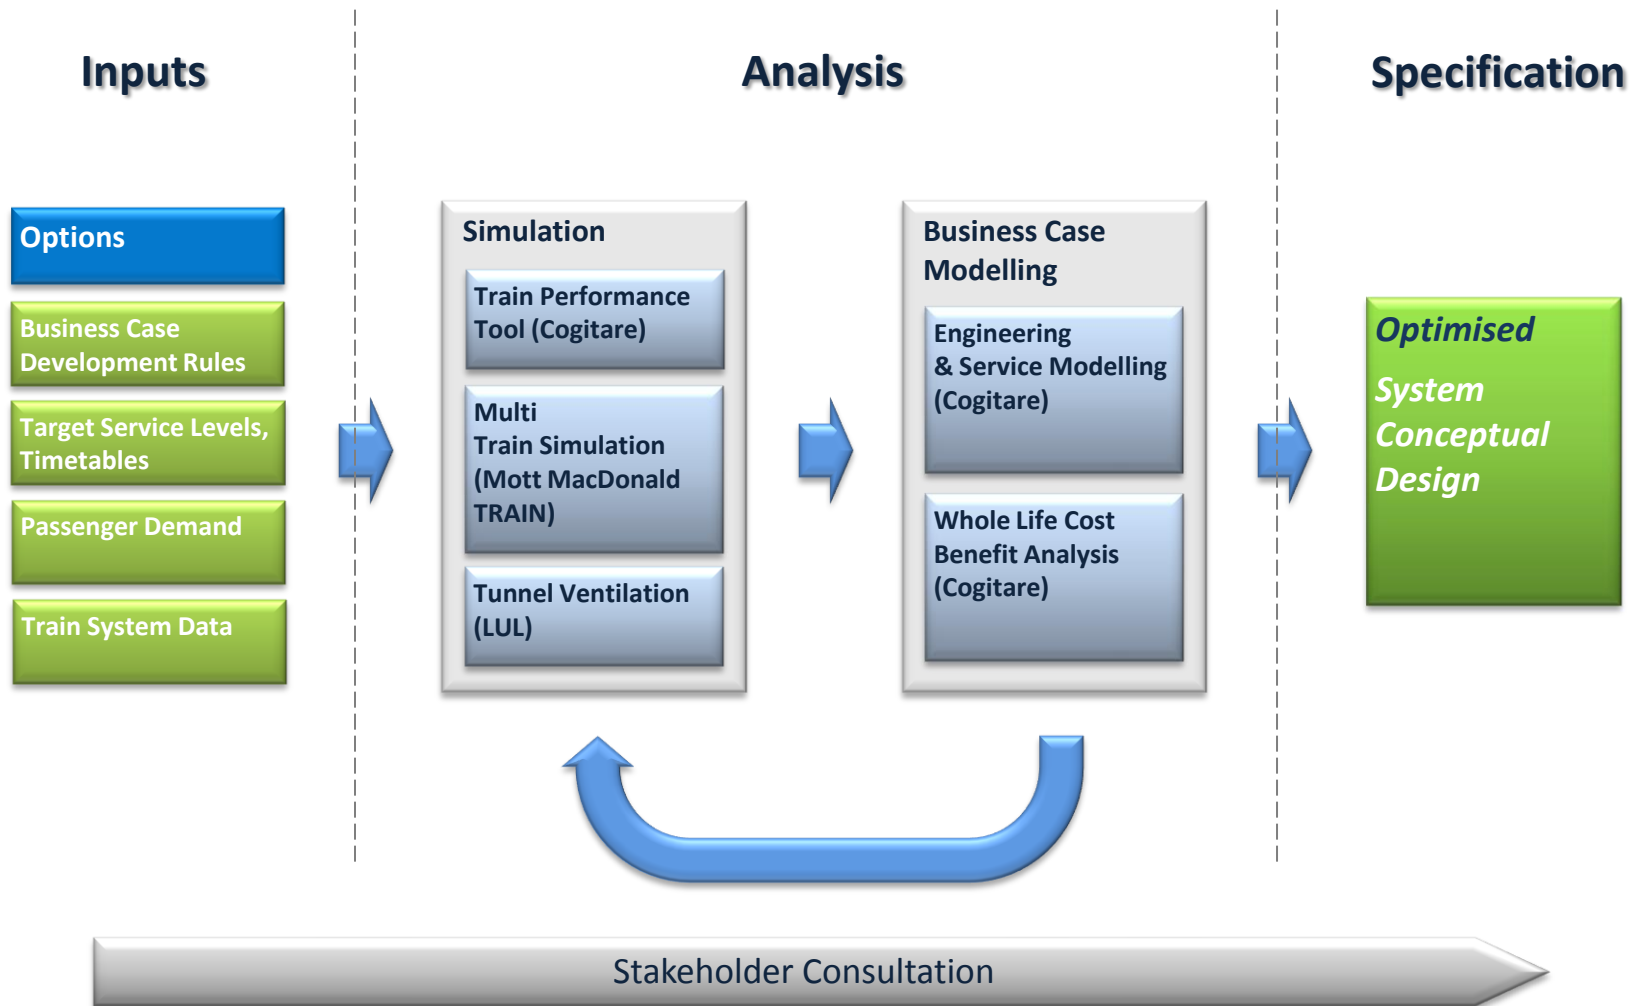 Inputs
Analysis
Specification
Options
Business Case
Development Rules
Target Service Levels,
Timetables
Passenger Demand
Train System Data
Simulation
Train Performance
Tool (Cogitare)
Multi
Train Simulation
(Mott MacDonald
TRAIN)
Tunnel Ventilation
(LUL)
Business Case
Modelling
Engineering
& Service Modelling
(Cogitare)
Whole Life Cost
Benefit Analysis
(Cogitare)
Optimised
System
Conceptual
Design
Stakeholder Consultation